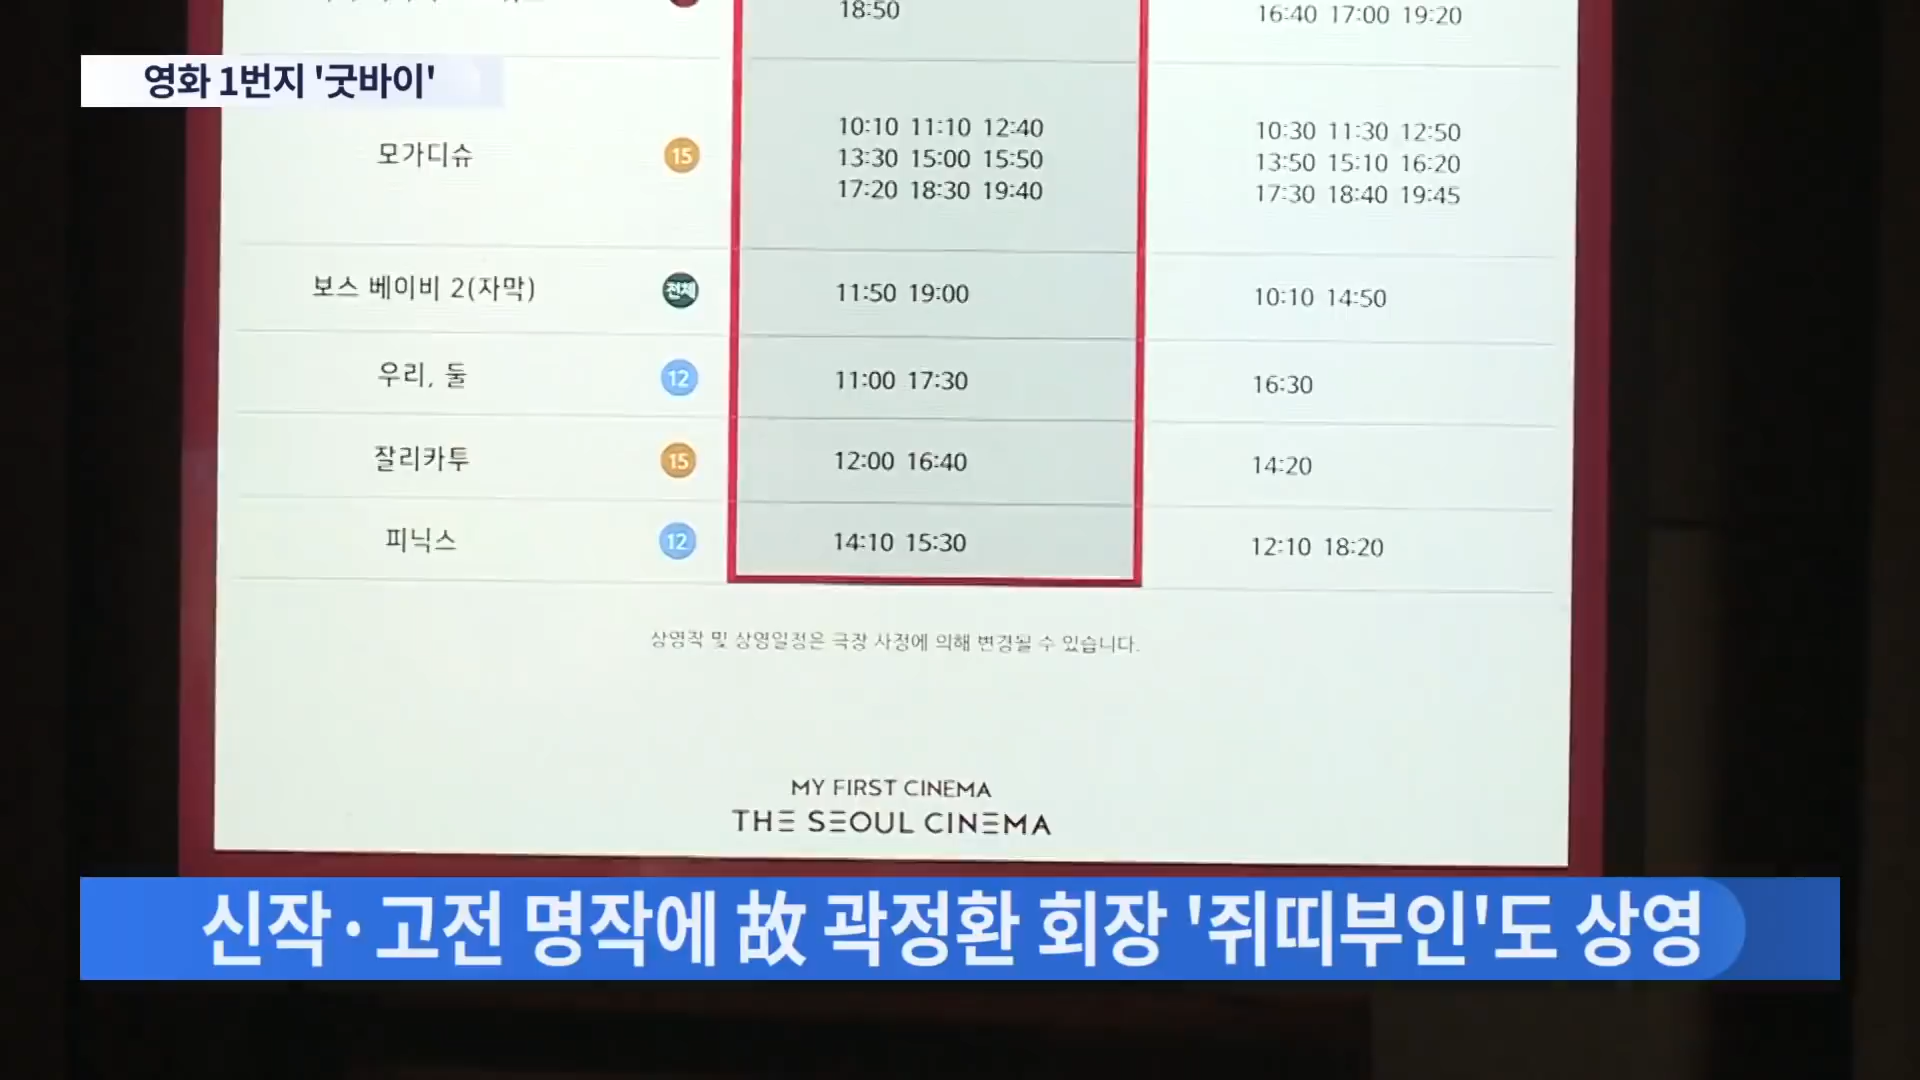 18:50
16:40 17:00 19:20
영화 1번지 '굿바이'
모가디슈
15
10:10 11:10 12:40
13:30 15:00 15:50
17:20 18:30 19:40
10:30 11:30 12:50
13:50 15:10 16:20
17:30 18:40 19:45
보스 베이비 2(자막)
전체
11:50 19:00
10:10 14:50
우리, 둘
12
11:00 17:30
16:30
잘리카투
15
12:00 16:40
14:20
피닉스
12
14:10 15:30
12:10 18:20
상영작 및 상영일정은 극장 사정에 의해 변경될 수 있습니다.
MY FIRST CINEMA
THE SEOUL CINEMA
신작·고전 명작에 故 곽정환 회장 '쥐띠부인'도 상영